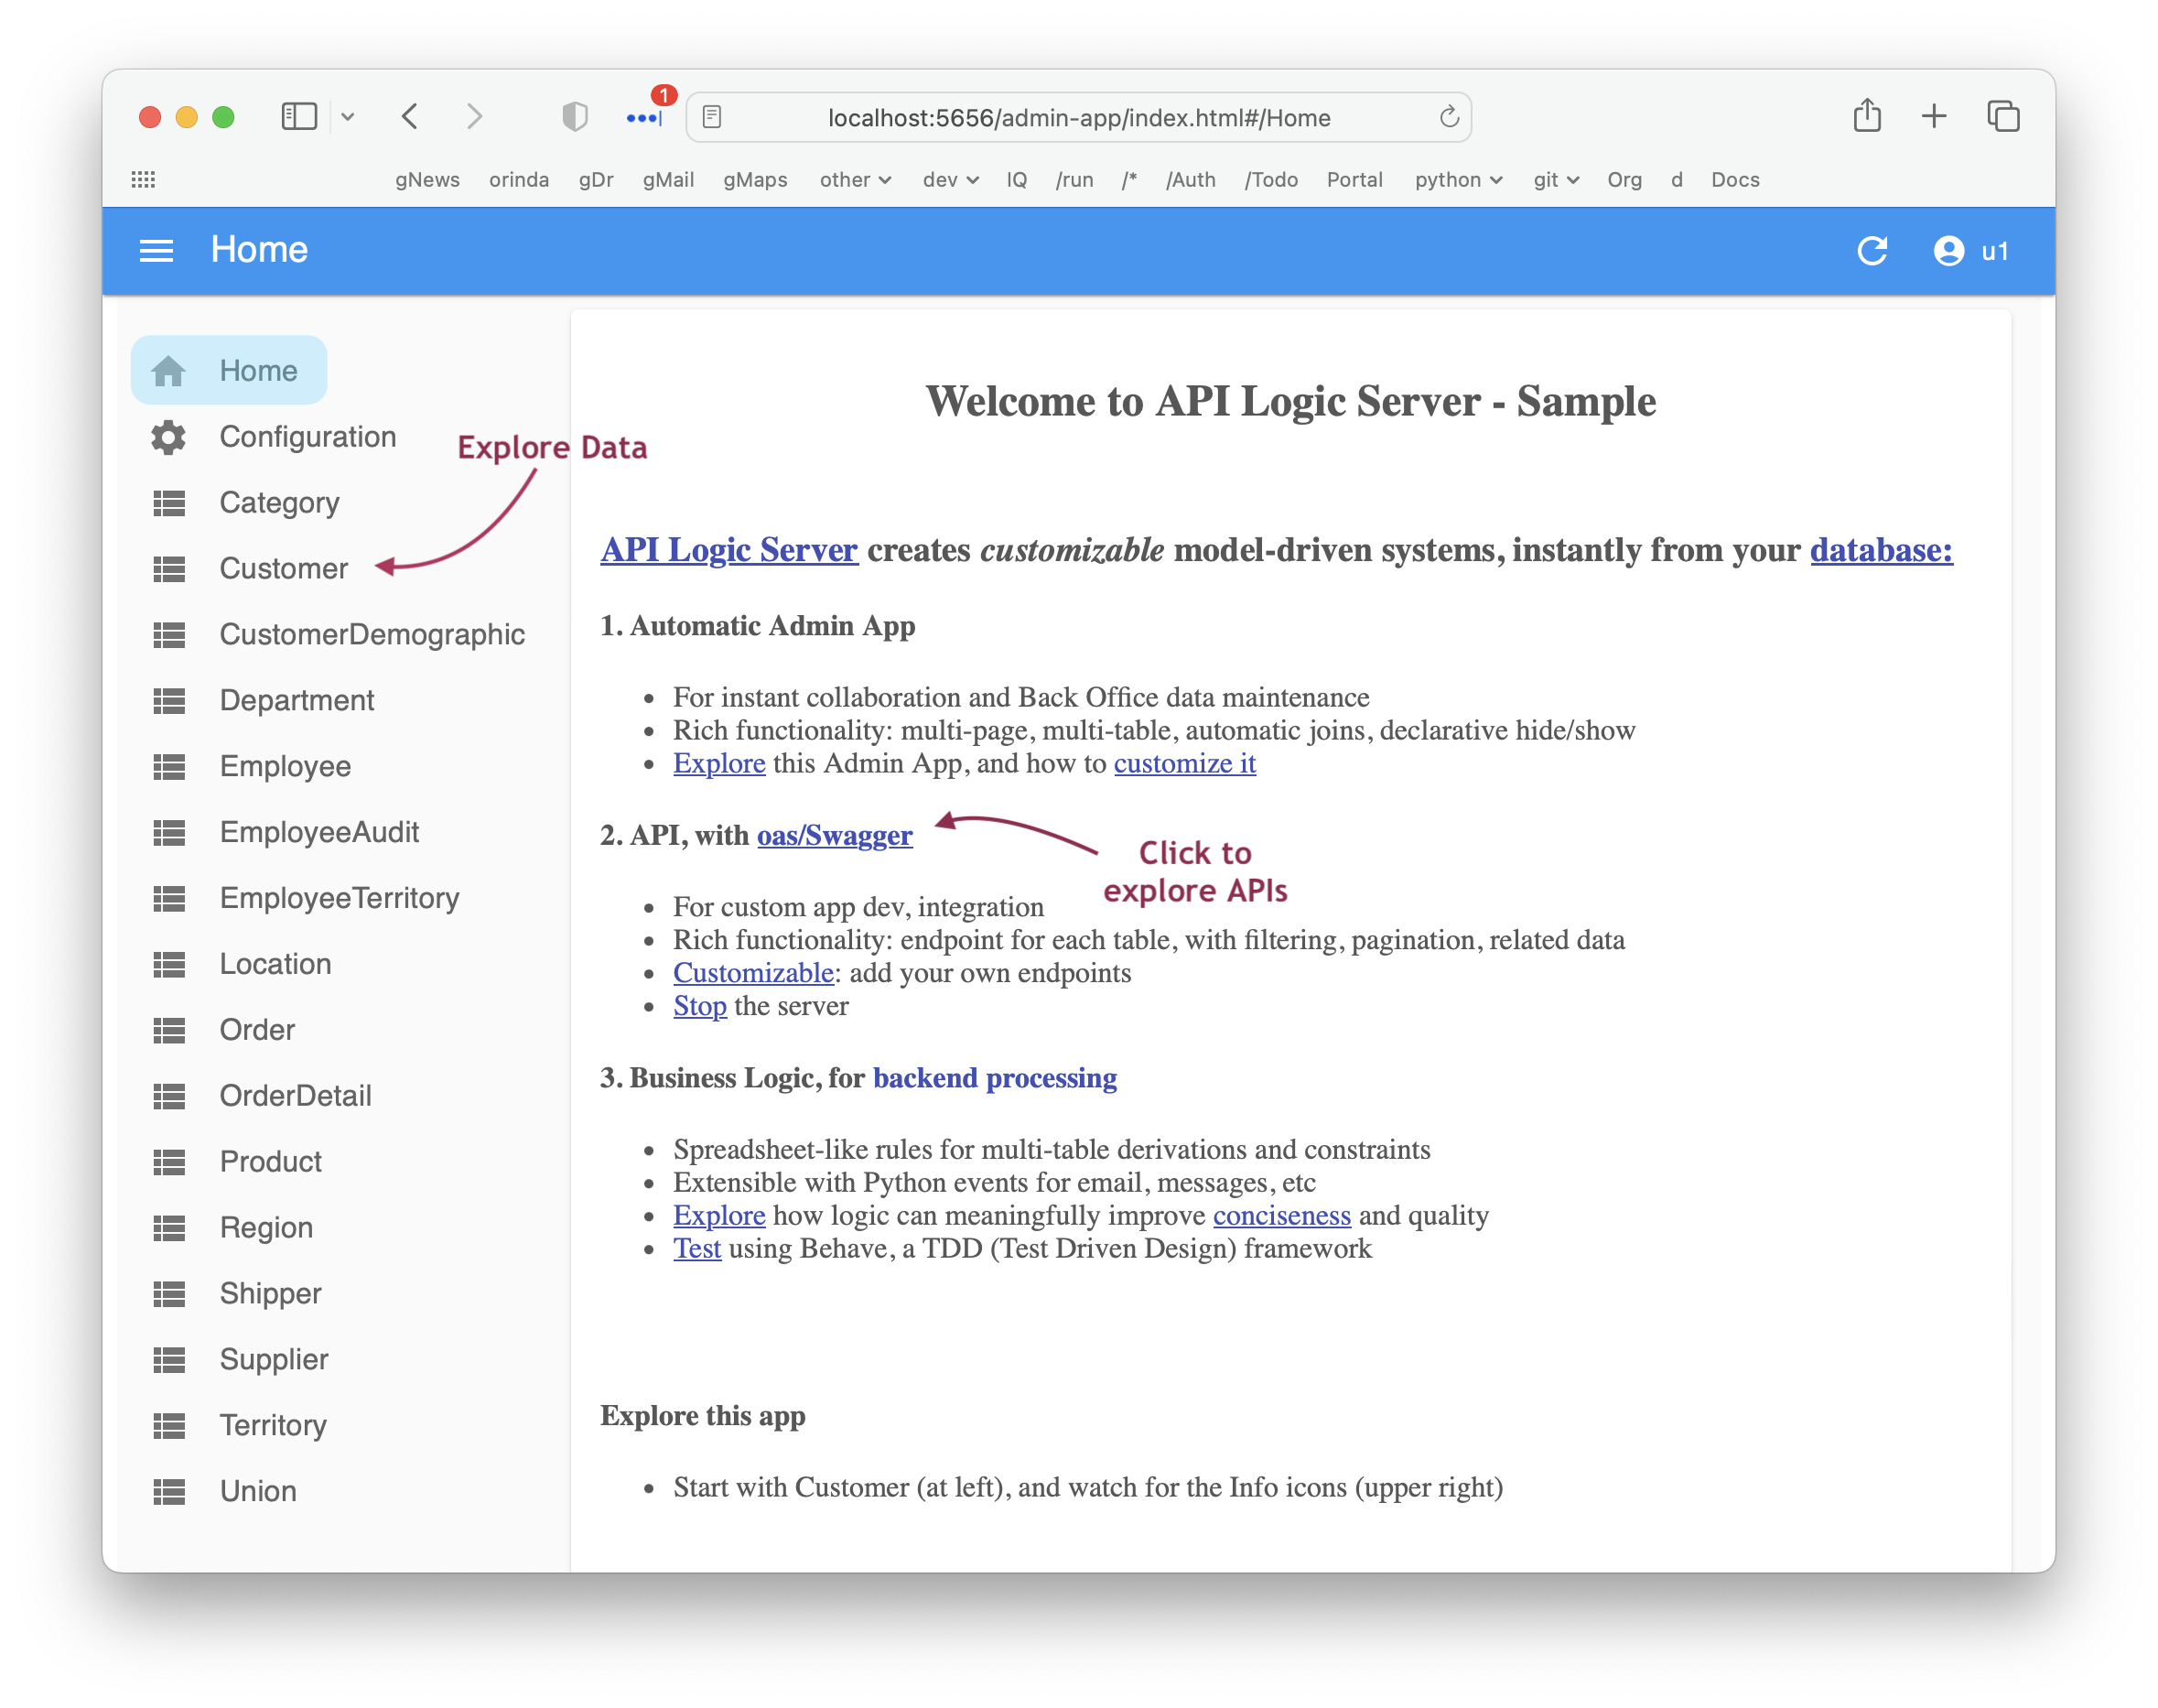 1
localhost:5656/admin-app/index.html#/Home
gNews orinda gDr gMail gMaps other dev IQ /run /* /Auth /Todo Portal python git Org d Docs
Home
u1
Home
Configuration
Category
Customer
CustomerDemographic
Department
Employee
EmployeeAudit
EmployeeTerritory
Location
Order
OrderDetail
Product
Region
Shipper
Supplier
Territory
Union
Explore Data
Welcome to API Logic Server - Sample
API Logic Server creates customizable model-driven systems, instantly from your database:
1. Automatic Admin App
• For instant collaboration and Back Office data maintenance
• Rich functionality: multi-page, multi-table, automatic joins, declarative hide/show
• Explore this Admin App, and how to customize it
2. API, with oas/Swagger
Click to
explore APIs
• For custom app dev, integration
• Rich functionality: endpoint for each table, with filtering, pagination, related data
• Customizable: add your own endpoints
• Stop the server
3. Business Logic, for backend processing
• Spreadsheet-like rules for multi-table derivations and constraints
• Extensible with Python events for email, messages, etc
• Explore how logic can meaningfully improve conciseness and quality
• Test using Behave, a TDD (Test Driven Design) framework
Explore this app
• Start with Customer (at left), and watch for the Info icons (upper right)